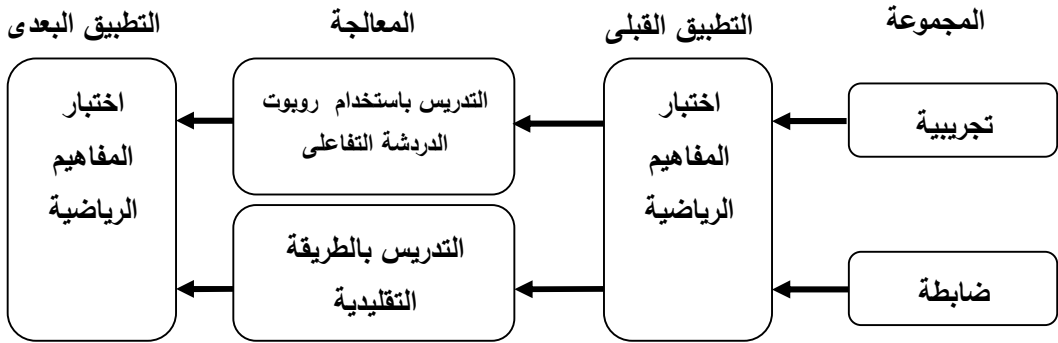 المجموعة
التطبيق القبلى
المعالجة
التطبيق البعدى
تجريبية
ضابطة
اختبار
المفاهيم
الرياضية
التدريس باستخدام روبوت
الدردشة التفاعلى
التدريس بالطريقة
التقليدية
اختبار
المفاهيم
الرياضية